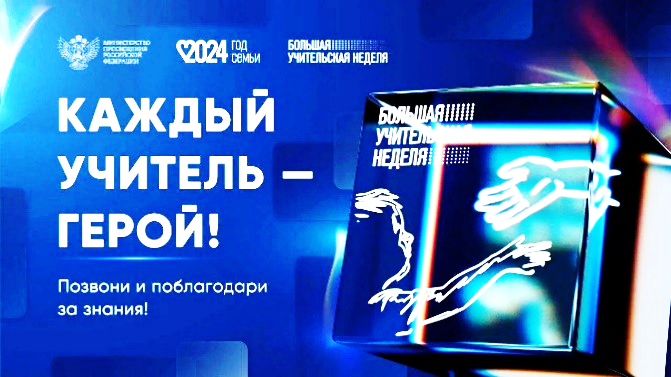 МИНИСТЕРСТВО
ПРОСВЕЩЕНИЯ
РОССИЙСКОЙ
ФЕДЕРАЦИИ
2024 ГОД
СЕМЬИ
БОЛЬШАЯ
УЧИТЕЛЬСКАЯ НЕДЕЛЯ
КАЖДЫЙ
УЧИТЕЛЬ –
ГЕРОЙ!
Позвони и поблагодари
за знания!
БОЛЬШАЯ
УЧИТЕЛЬСКАЯ
НЕДЕЛЯ